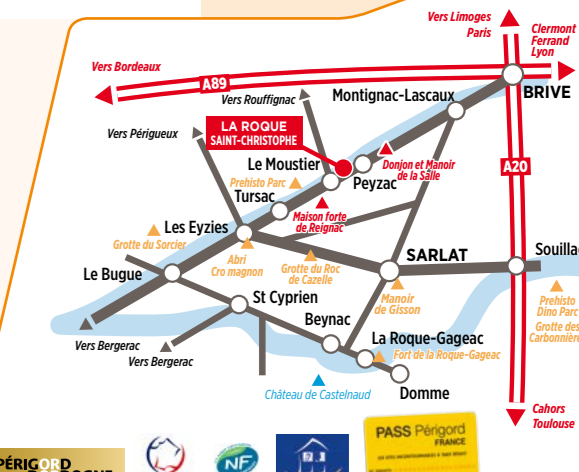 Vers Limoges
Paris
Clermont
Ferrand
Lyon
Vers Bordeaux
A89
BRIVE
Vers Rouffignac
Montignac-Lascaux
LA ROQUE
SAINT-CHRISTOPHE
Vers Périgueux
Le Moustier
Donjon et Manoir
de la Salle
A20
Peyzac
Prehisto Parc
Tursac
Maison forte
de Reignac
Les Eyzies
Grotte du Sorcier
Abri
Cro magnon
Grotte du Roc
de Cazelle
SARLAT
Souillac
Le Bugue
St Cyprien
Manoir
de Gisson
Prehisto
Dino Parc
Grotte des
Carbonnière
Beynac
La Roque-Gageac
Fort de la Roque-Gageac
Vers Bergerac
Vers Bergerac
Château de Castelnaud
Domme
Cahors
Toulouse
PASS Périgord
FRANCE
PÉRIGORD
NF